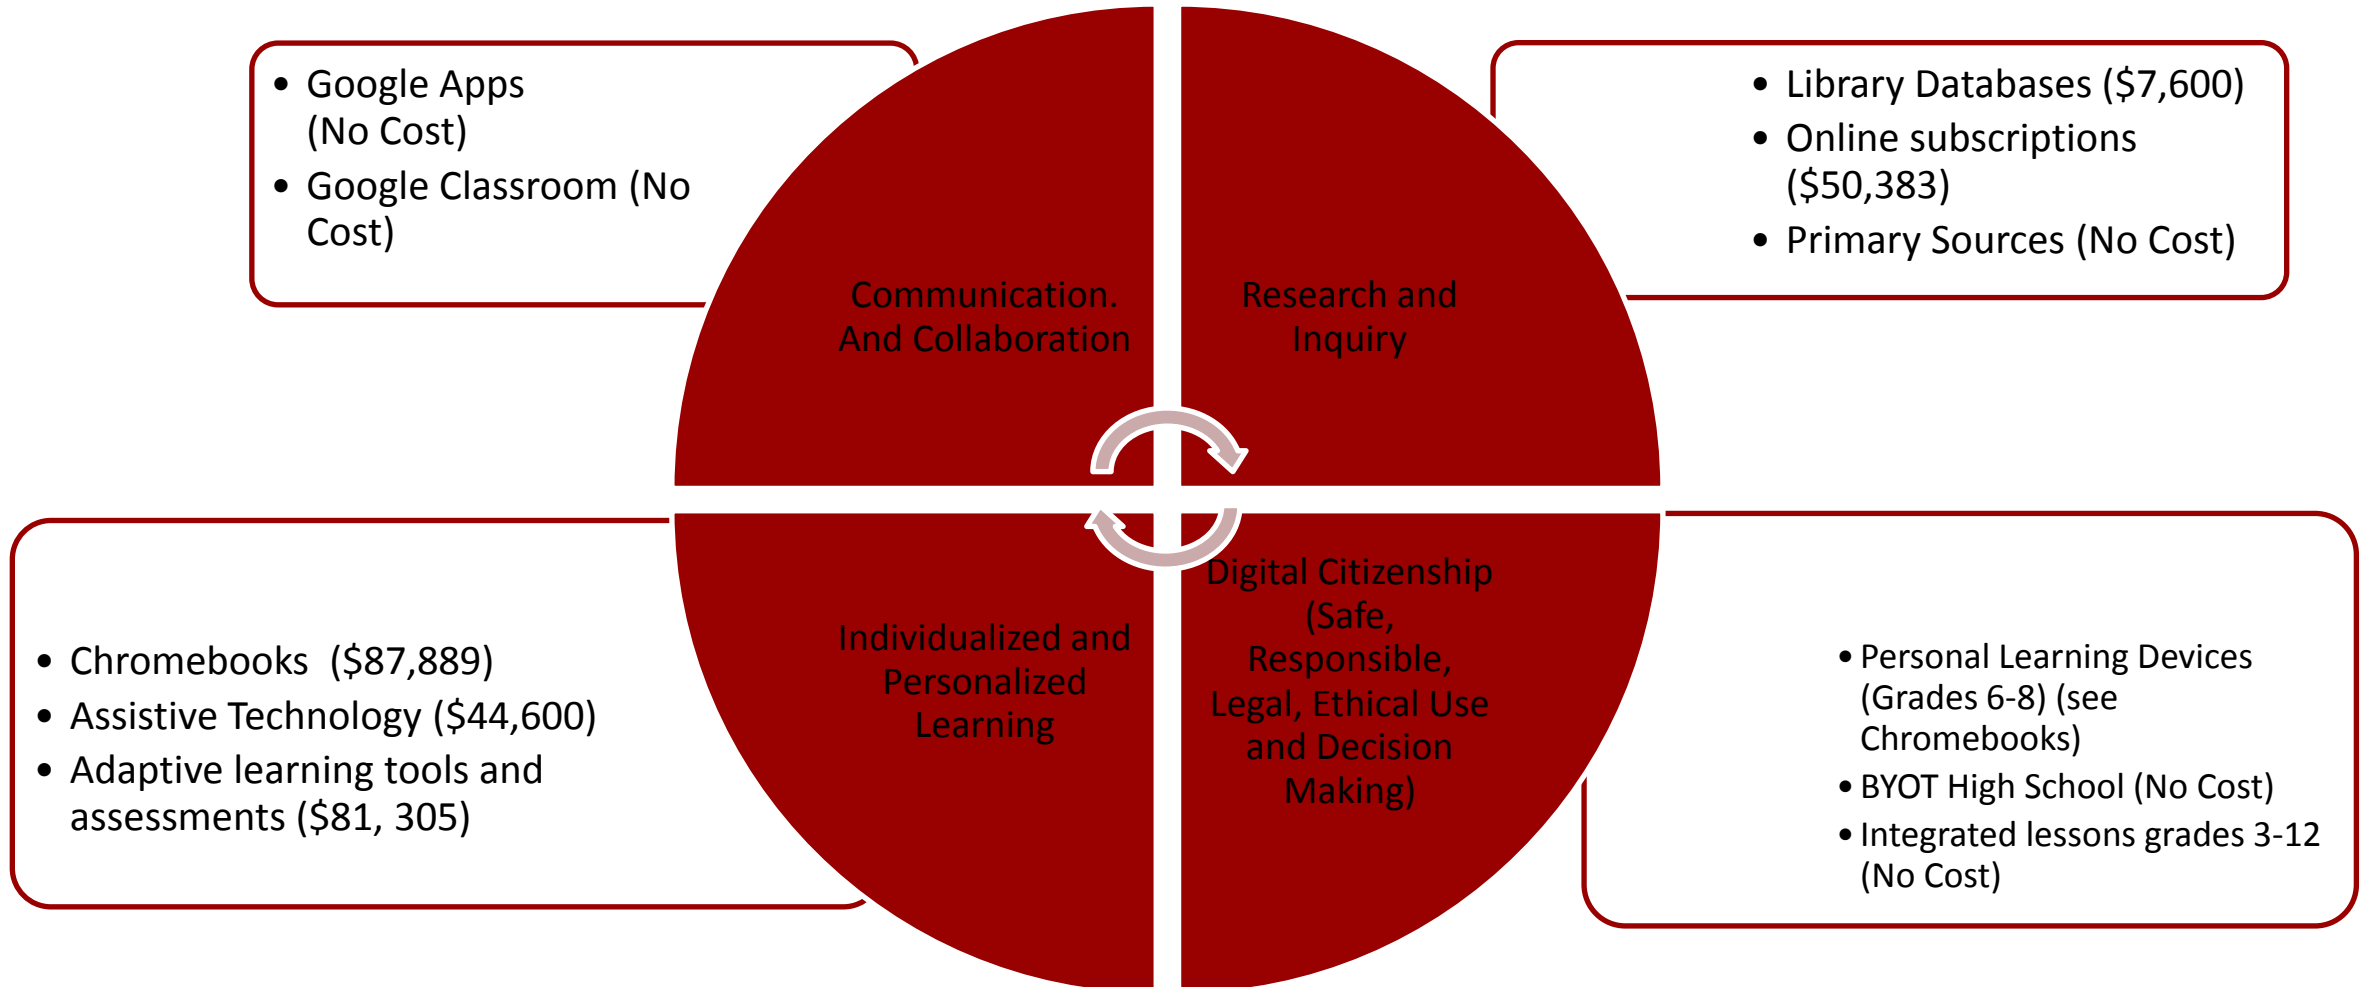 • Google Apps
(No Cost)
• Google Classroom (No
Cost)
• Library Databases ($7,600)
• Online subscriptions
($50,383)
• Primary Sources (No Cost)
Communication.
And Collaboration
Research and
Inquiry
Individualized and
Personalized
Learning
Digital Citizenship
(Safe,
Responsible,
Legal, Ethical Use
and Decision
Making)
• Chromebooks  ($87,889)
• Assistive Technology ($44,600)
• Adaptive learning tools and
assessments ($81, 305)
• Personal Learning Devices
(Grades 6-8) (see
Chromebooks)
• BYOT High School (No Cost)
• Integrated lessons grades 3-12
(No Cost)